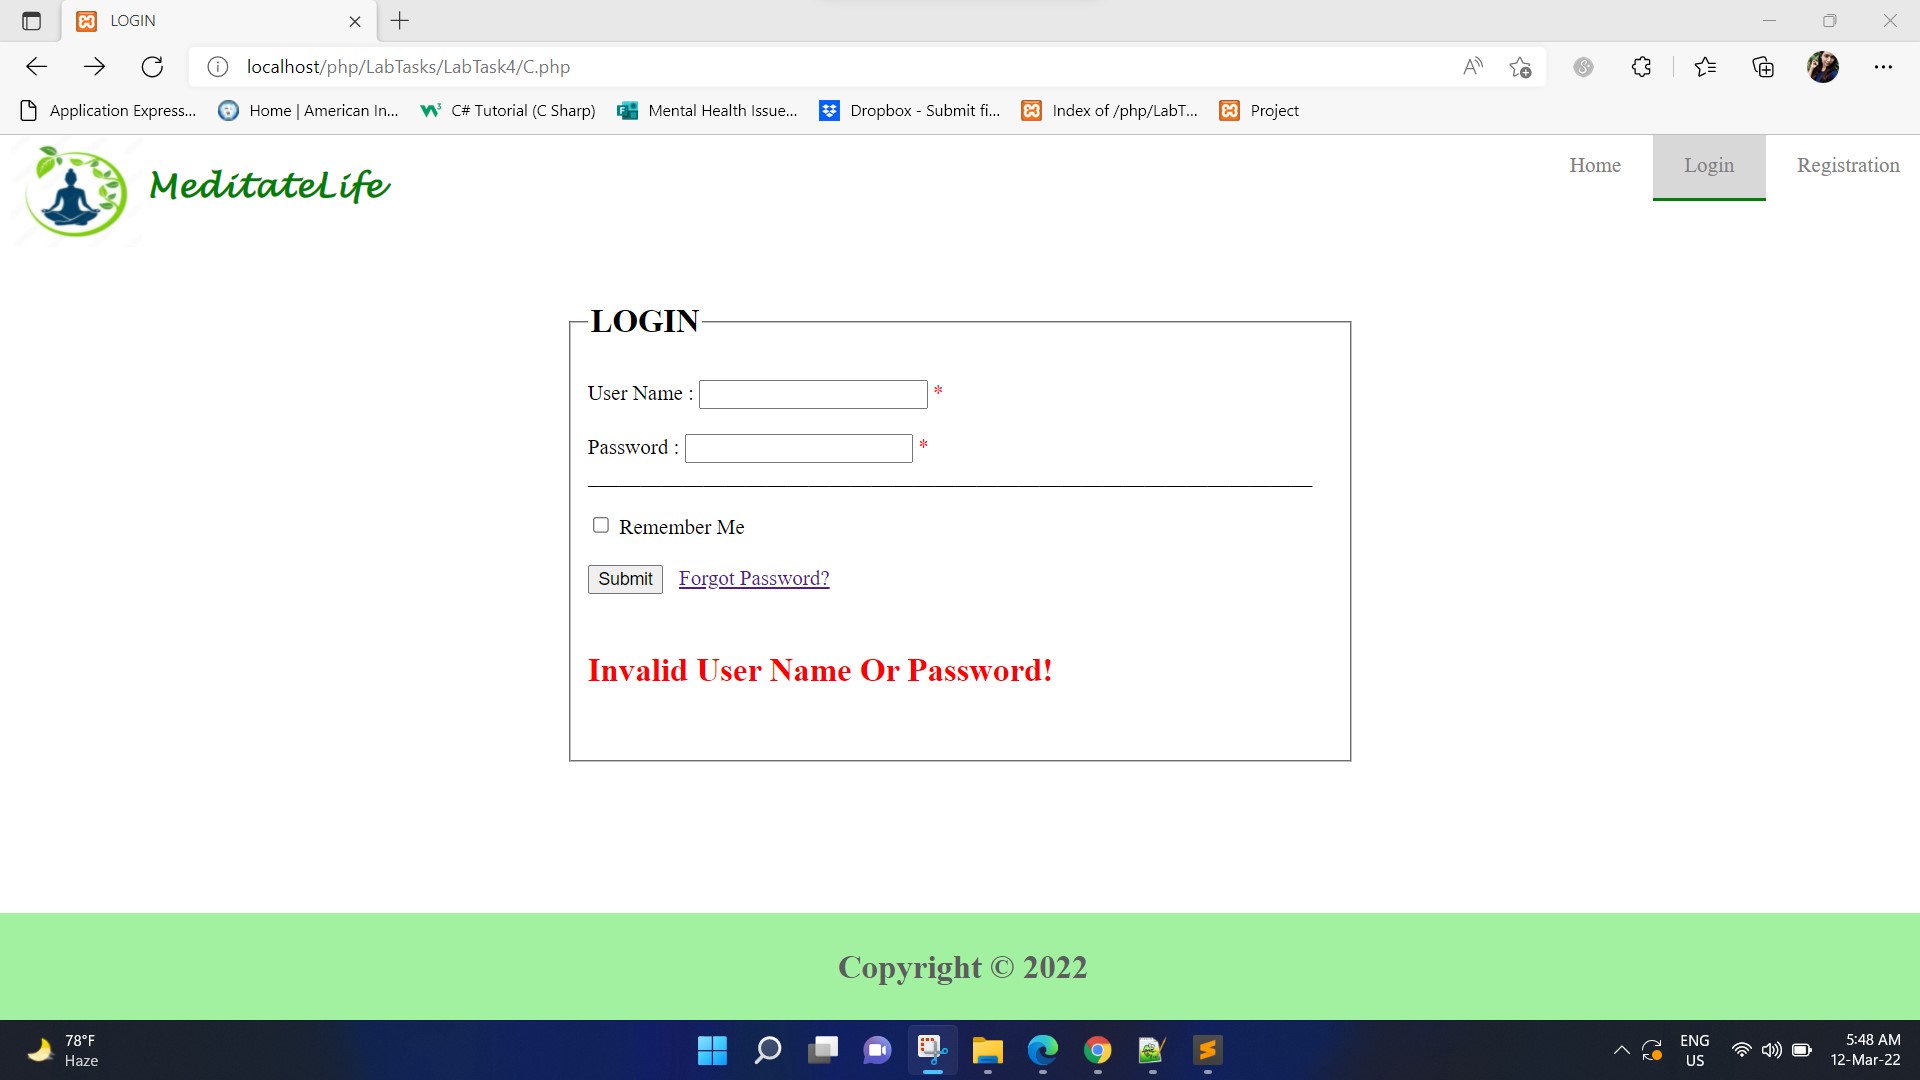 LOGIN
localhost/php/LabTasks/LabTask4/C.php
Application Express... Home | American In... C# Tutorial (C Sharp) Mental Health Issue... Dropbox - Submit fi... Index of /php/LabT... Project
MeditateLife
Home Login Registration
LOGIN
User Name : *
Password : *
Remember Me
Submit Forgot Password?
Invalid User Name Or Password!
Copyright © 2022
78°F
Haze
ENG
US
5:48 AM
12-Mar-22